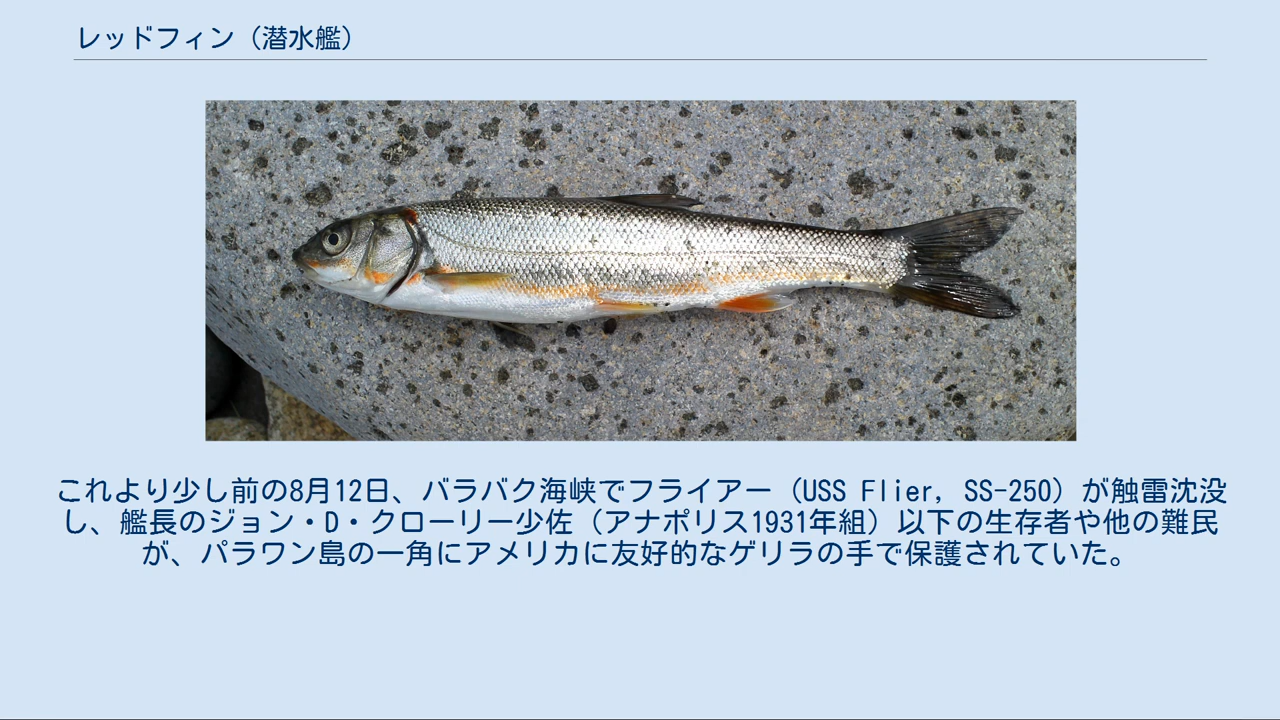 レッドフィン（潜水艦）
これより少し前の8月12日、バラバク海峡でフライアー（USS Flier, SS-250）が触雷沈没
し、艦長のジョン・D・クローリー少佐（アナポリス1931年組）以下の生存者や他の難民
が、パラワン島の一角にアメリカに友好的なゲリラの手で保護されていた。